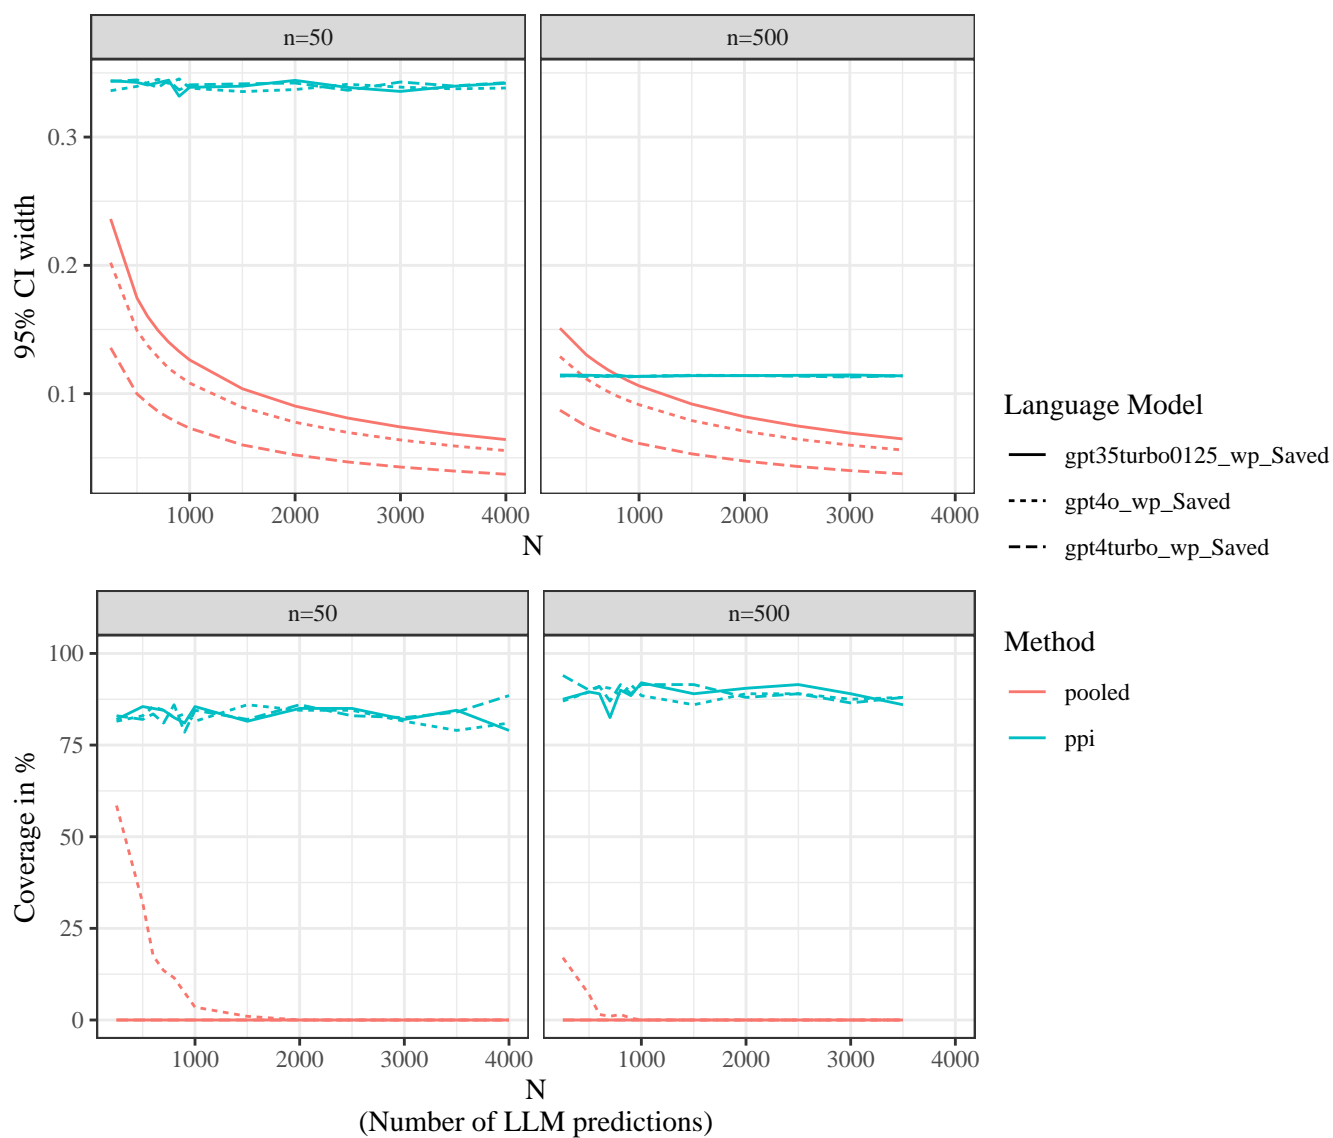 n=50
n=500
95% CI width
0.3
0.2
0.1
1000 2000 3000 4000
1000 2000 3000 4000
N
n=50
n=500
Coverage in %
100
75
50
25
0
1000 2000 3000 4000
1000 2000 3000 4000
N
(Number of LLM predictions)
Language Model
gpt35turbo0125_wp_Saved
gpt4o_wp_Saved
gpt4turbo_wp_Saved
Method
pooled
ppi